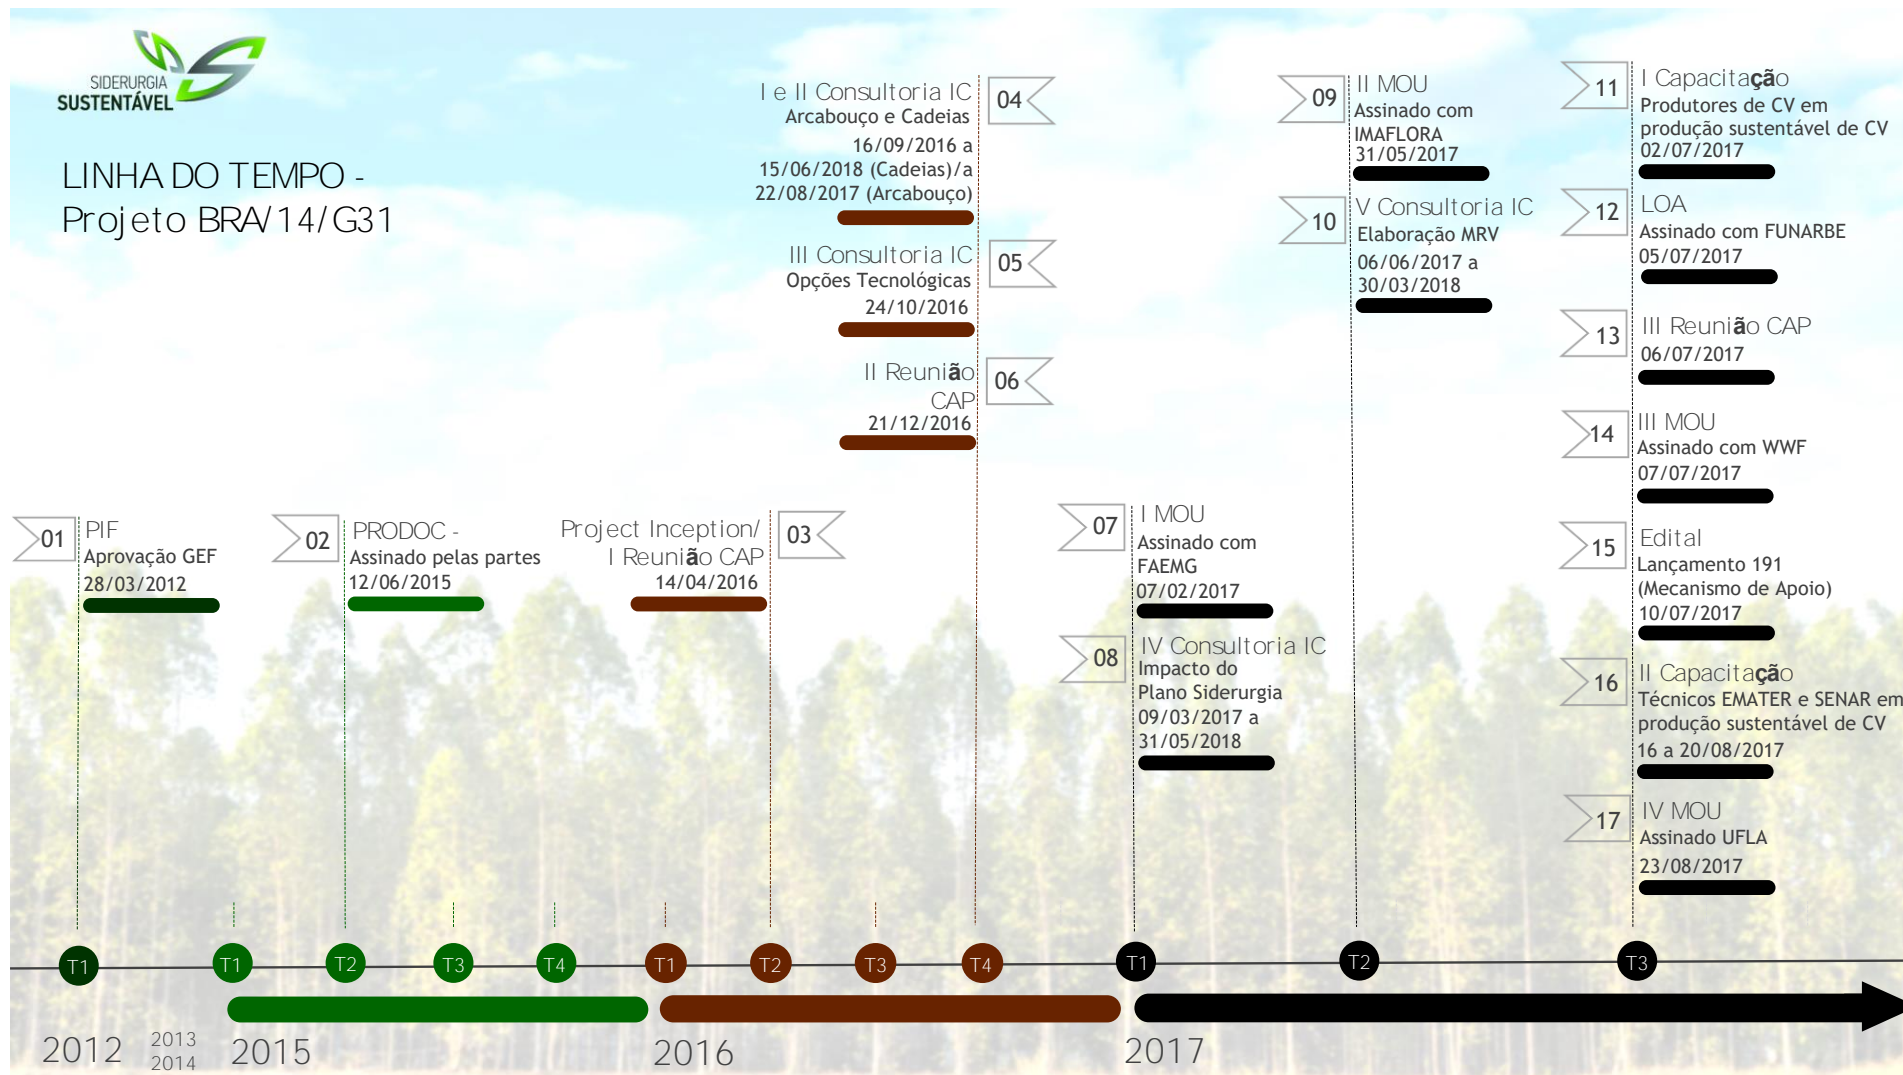 SIDERURGIA
SUSTENTÁVEL
LINHA DO TEMPO -
Projeto BRA/14/G31
01
PIF
Aprovação GEF
28/03/2012
02
PRODOC -
Assinado pelas partes
12/06/2015
Project Inception/
I Reunião CAP
14/04/2016
03
I e II Consultoria IC
Arcabouço e Cadeias
16/09/2016 a
15/06/2018 (Cadeias)/a
22/08/2017 (Arcabouço)
04
III Consultoria IC
Opções Tecnológicas
24/10/2016
05
II Reunião
CAP
21/12/2016
06
07
I MOU
Assinado com
FAEMG
07/02/2017
08
IV Consultoria IC
Impacto do
Plano Siderurgia
09/03/2017 a
31/05/2018
09
II MOU
Assinado com
IMAFLORA
31/05/2017
10
V Consultoria IC
Elaboração MRV
06/06/2017 a
30/03/2018
11
I Capacitação
Produtores de CV em
produção sustentável de CV
02/07/2017
12
LOA
Assinado com FUNARBE
05/07/2017
13
III Reunião CAP
06/07/2017
14
III MOU
Assinado com WWF
07/07/2017
15
Edital
Lançamento 191
(Mecanismo de Apoio)
10/07/2017
16
II Capacitação
Técnicos EMATER e SENAR em
produção sustentável de CV
16 a 20/08/2017
17
IV MOU
Assinado UFLA
23/08/2017
T1 T1 T2 T3 T4 T1 T2 T3 T4 T1 T2 T3
2012 2013 2014 2015 2016 2017